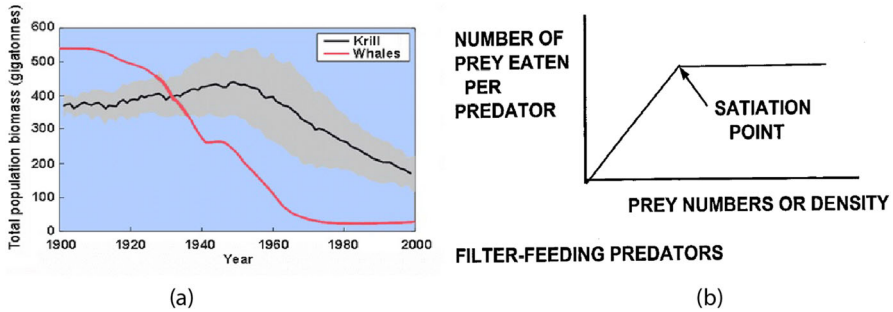 Total population biomass (gigatonnes)
600
500
400
300
200
100
0
1900
1920
1940
1960
1980
2000
Year
Krill
Whales
(a)
NUMBER OF
PREY EATEN
PER
PREDATOR
SATIATION
POINT
PREY NUMBERS OR DENSITY
FILTER-FEEDING PREDATORS
(b)